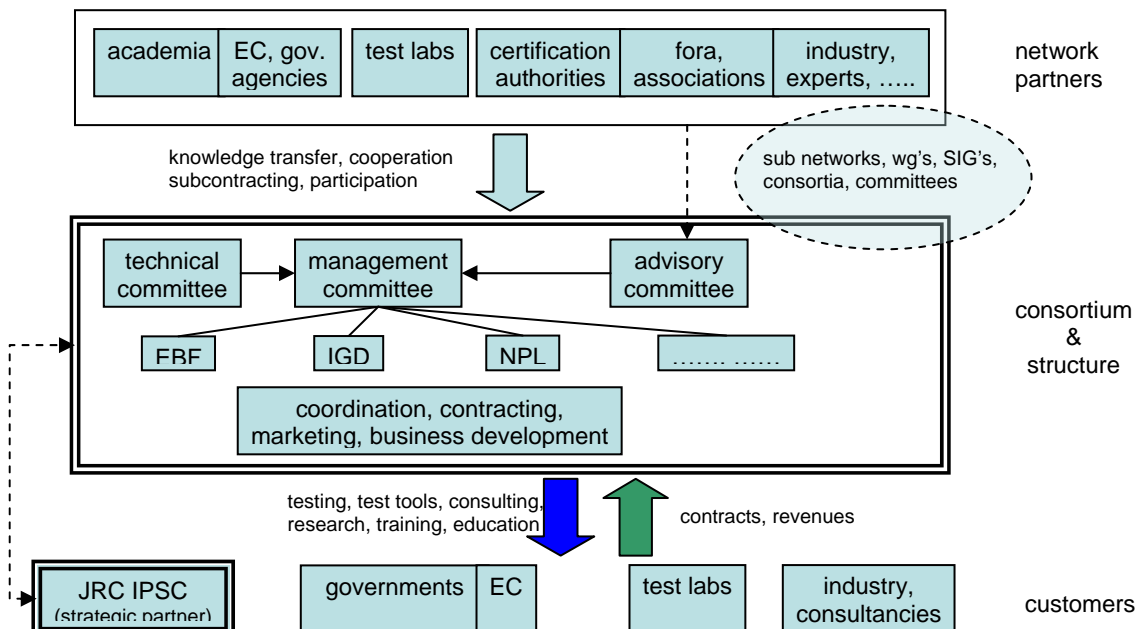 academia
EC, gov.
agencies
test labs
certification
authorities
fora,
associations
industry,
experts, …..
network
partners
knowledge transfer, cooperation
subcontracting, participation
sub networks, wg's, SIG's,
consortia, committees
technical
committee
management
committee
advisory
committee
EBF
IGD
NPL
……. ……
consortium
&
structure
coordination, contracting,
marketing, business development
testing, test tools, consulting,
research, training, education
contracts, revenues
JRC IPSC
(strategic partner)
governments
EC
test labs
industry,
consultancies
customers